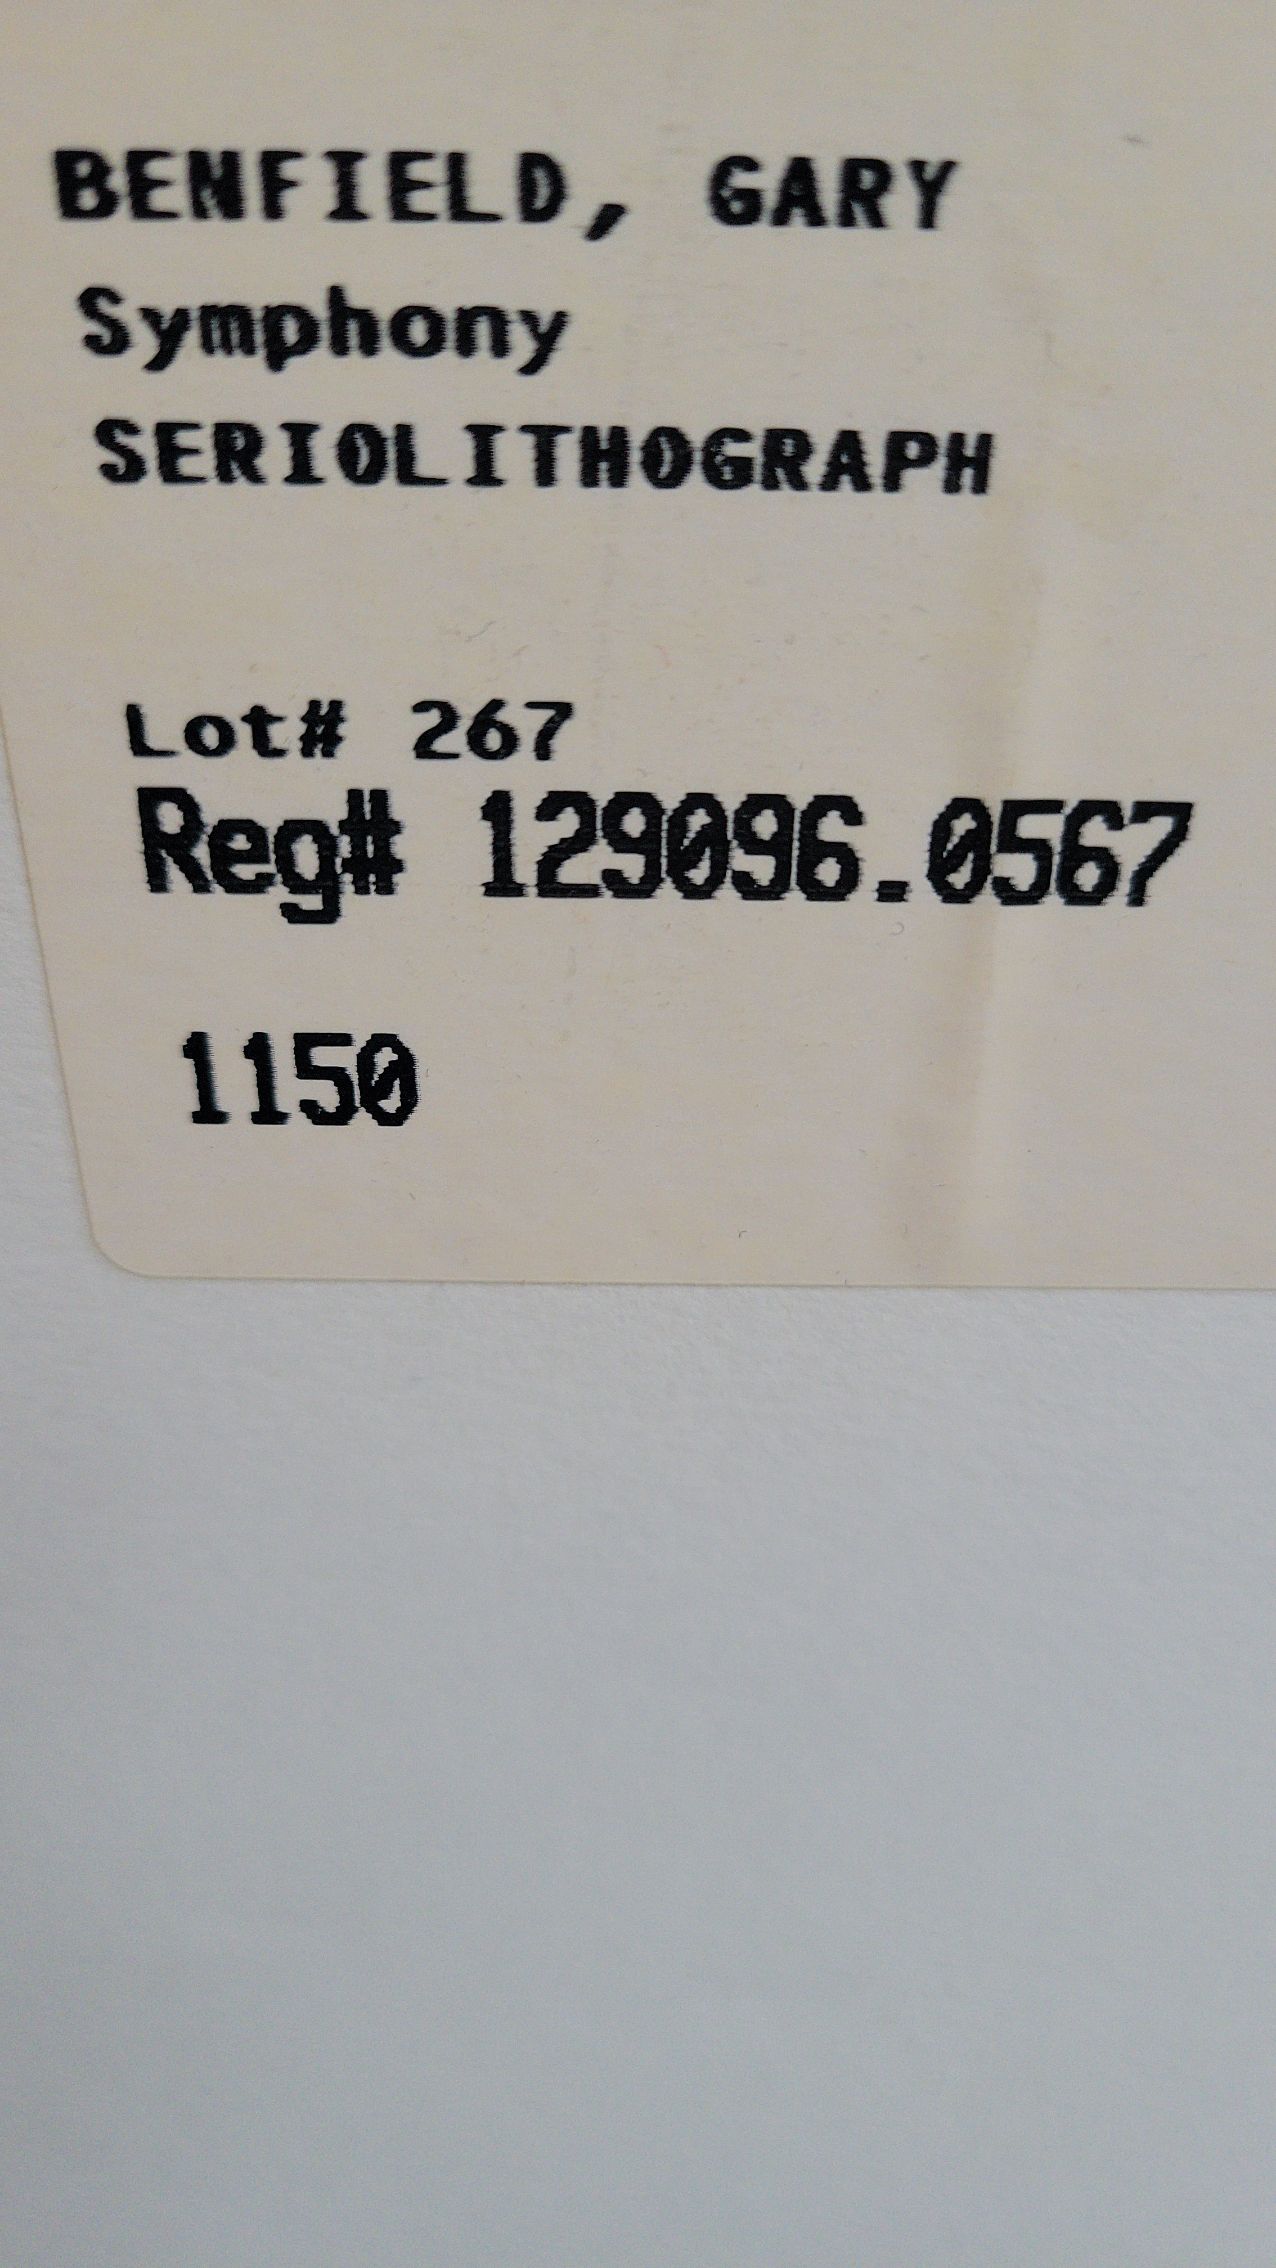 BENFIELD, GARY
Symphony
SERIOLITHOGRAPH
Lot# 267
Reg# 129096.0567
1150